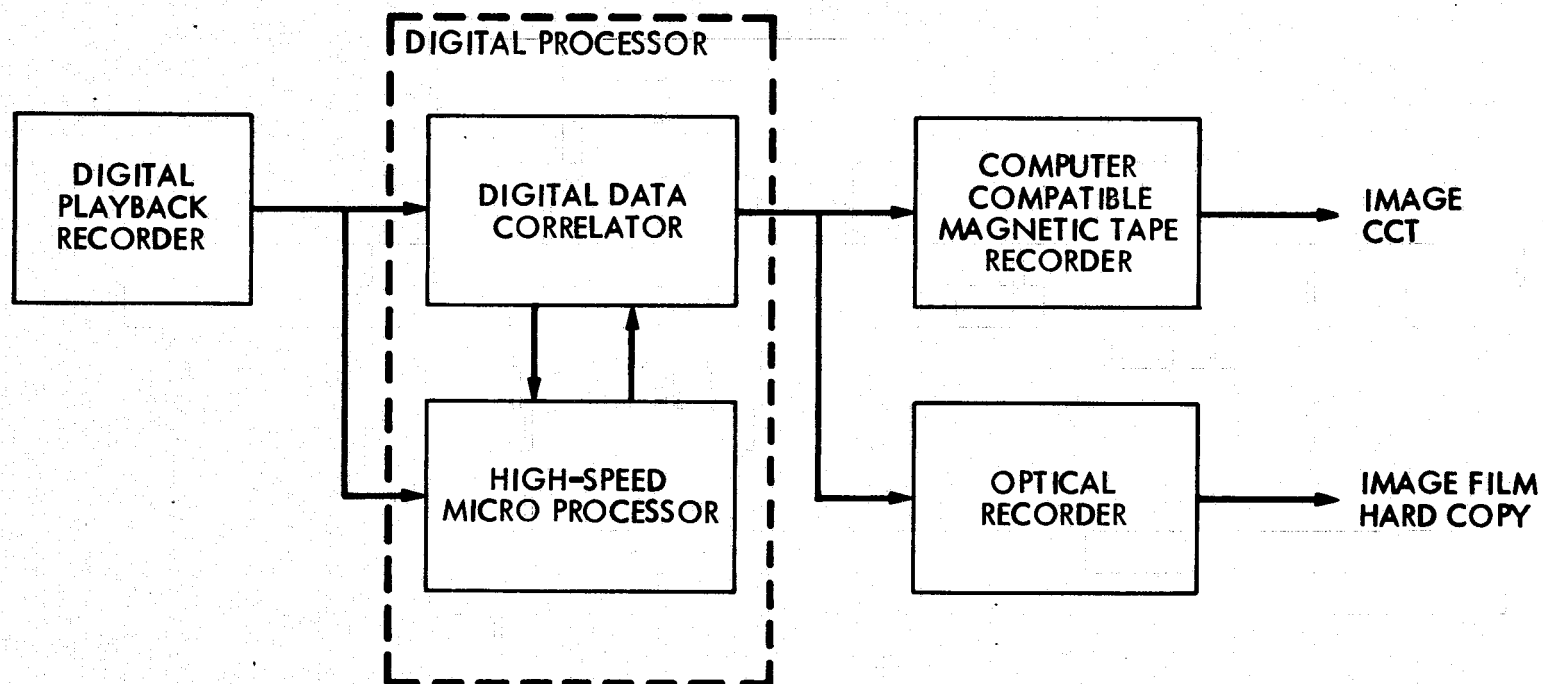 DIGITAL PROCESSOR
DIGITAL
PLAYBACK
RECORDER
DIGITAL DATA
CORRELATOR
COMPUTER
COMPATIBLE
MAGNETIC TAPE
RECORDER
IMAGE
CCT
HIGH-SPEED
MICRO PROCESSOR
OPTICAL
RECORDER
IMAGE FILM
HARD COPY